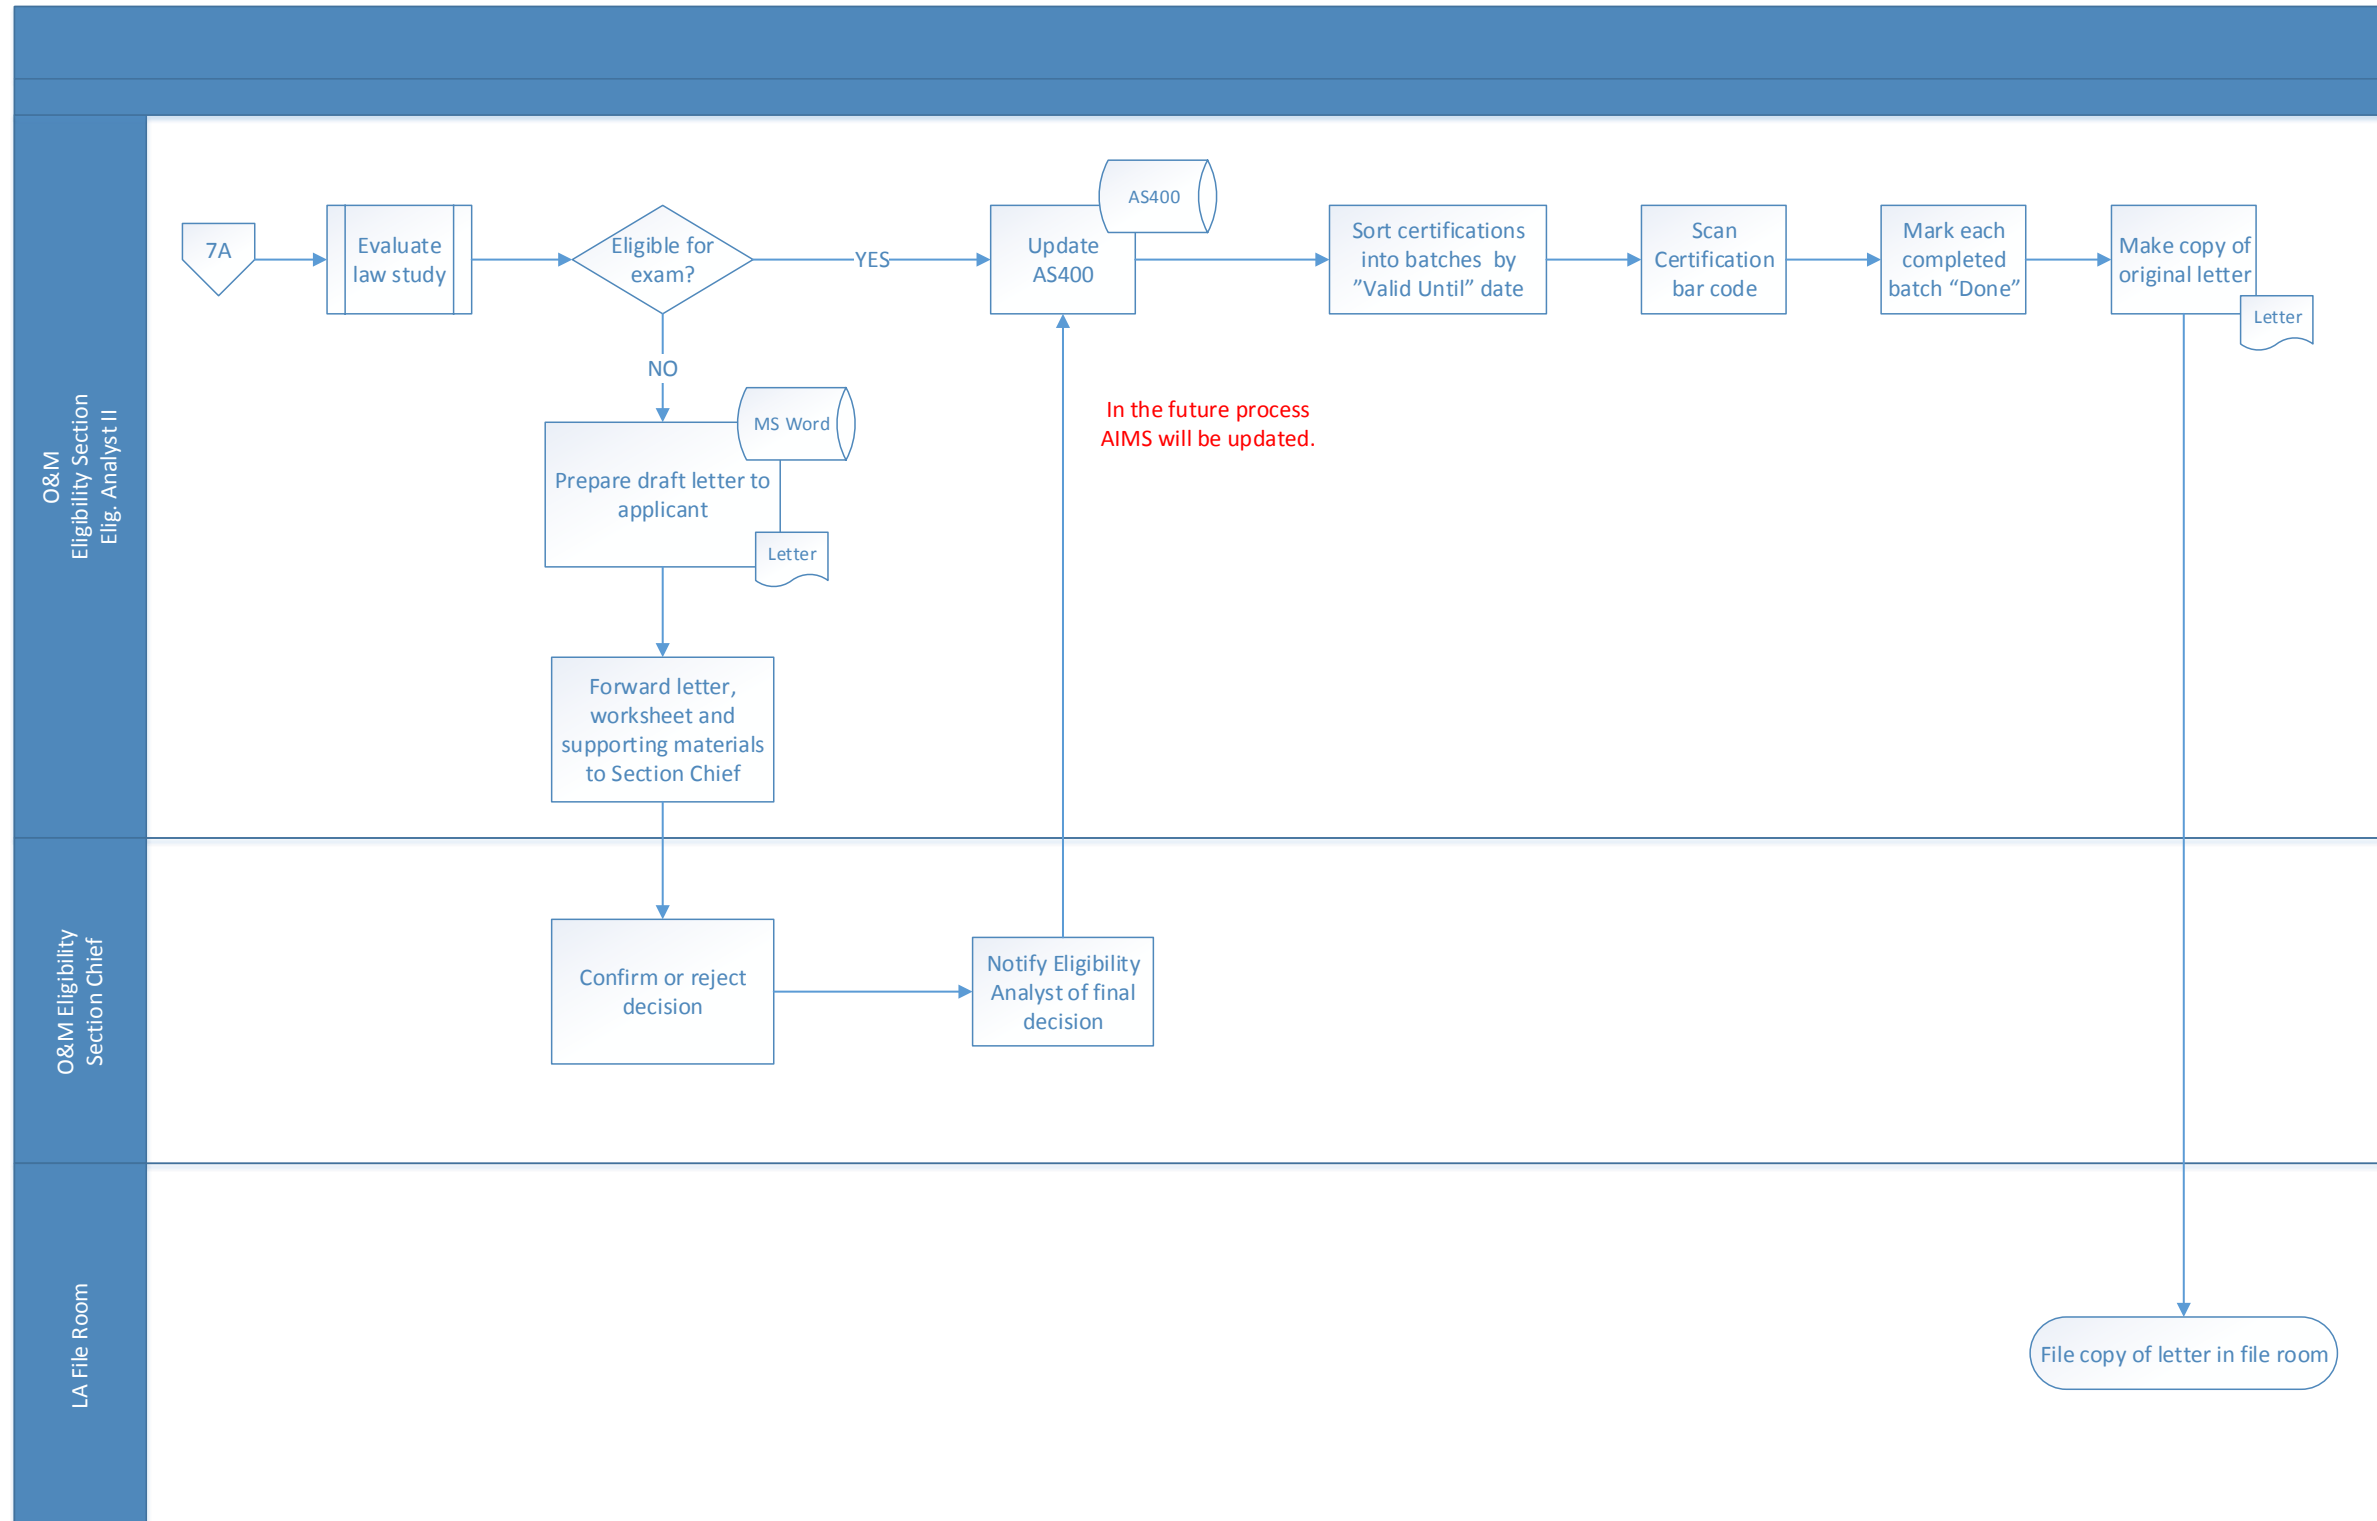 O&M
Eligibility Section
Elig. Analyst II
7A
Evaluate
law study
Eligible for
exam?
YES
NO
Update
AS400
AS400
Sort certifications
into batches  by
”Valid Until” date
Scan
Certification
bar code
Mark each
completed
batch “Done”
Make copy of
original letter
Letter
MS Word
Prepare draft letter to
applicant
Letter
In the future process
AIMS will be updated.
Forward letter,
worksheet and
supporting materials
to Section Chief
O&M Eligibility
Section Chief
Confirm or reject
decision
Notify Eligibility
Analyst of final
decision
LA File Room
File copy of letter in file room